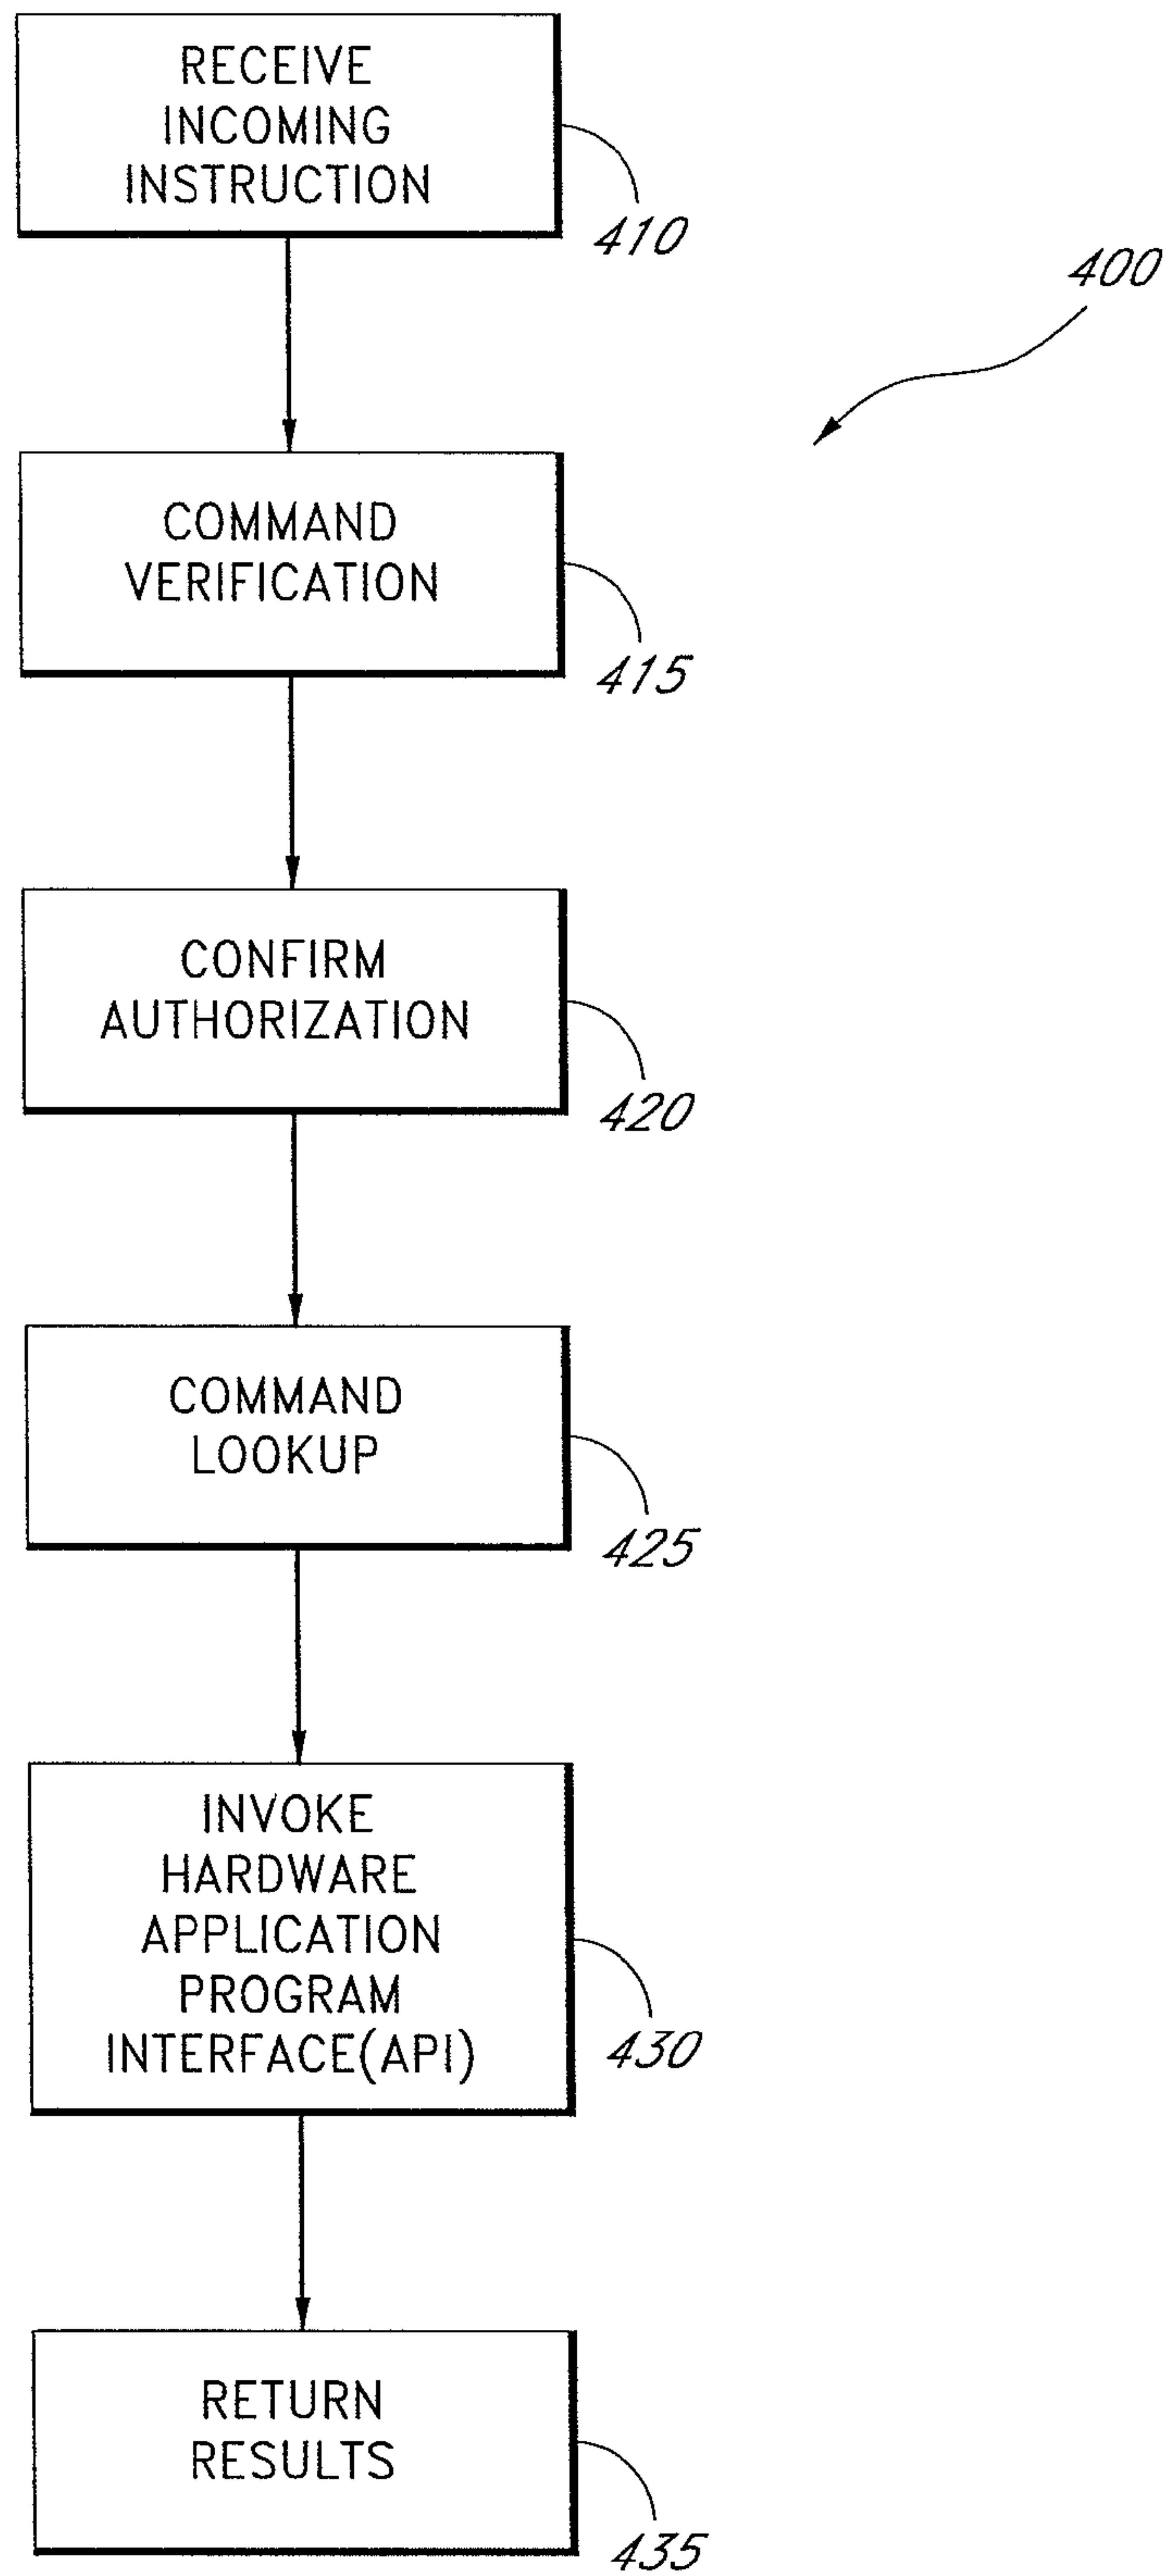 RECEIVE
INCOMING
INSTRUCTION
410
400
COMMAND
VERIFICATION
415
CONFIRM
AUTHORIZATION
420
COMMAND
LOOKUP
425
INVOKE
HARDWARE
APPLICATION
PROGRAM
INTERFACE(API)
430
RETURN
RESULTS
435